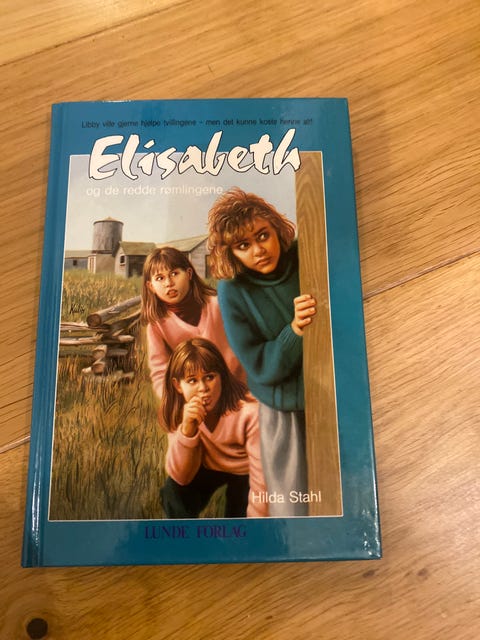 Libby ville gjerne hjelpe tvillingene – men det kunne koste henne alt!
Elisabeth
og de redde rømlingene
Hilda Stahl
LUNDE FORLAG